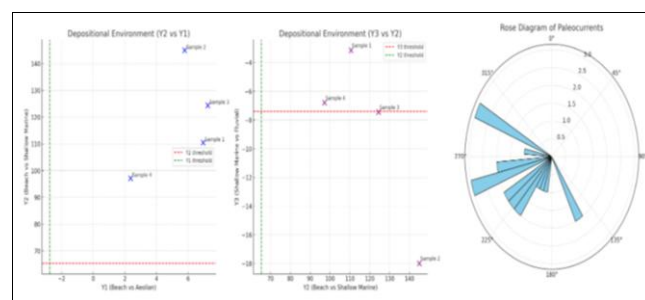 Depositional Environment (Y2 vs Y1)
Y2 (Beach vs Shallow Marine)
140
130
120
110
100
90
80
70
Sample 2
Sample 3
Sample 1
Sample 4
Y2 threshold
Y1 threshold
−2
0
2
4
6
Y1 (Beach vs Aeolian)
Depositional Environment (Y3 vs Y2)
Y3 (Shallow Marine vs Fluvial)
−4
−6
−8
−10
−12
−14
−16
−18
Sample 1
Sample 4
Sample 3
Sample 2
Y3 threshold
Y2 threshold
70
80
90
100
110
120
130
140
Y2 (Beach vs Shallow Marine)
Rose Diagram of Paleocurrents
0°
45°
135°
180°
225°
270°
315°
0.5
1.0
1.5
2.0
2.5
3.0